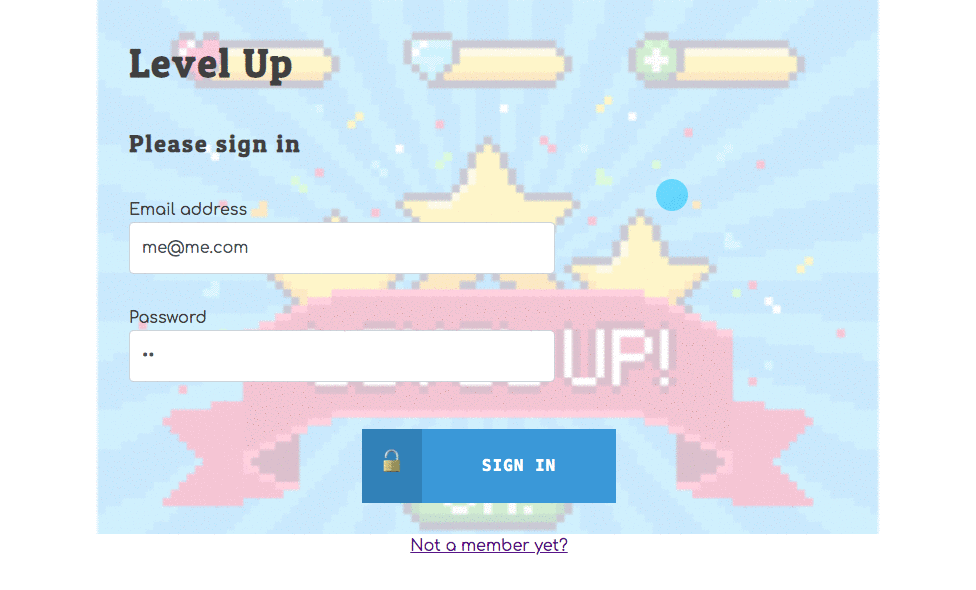 Level Up
Please sign in
Email address
me@me.com
Password
••
UP!
SIGN IN
Not a member yet?